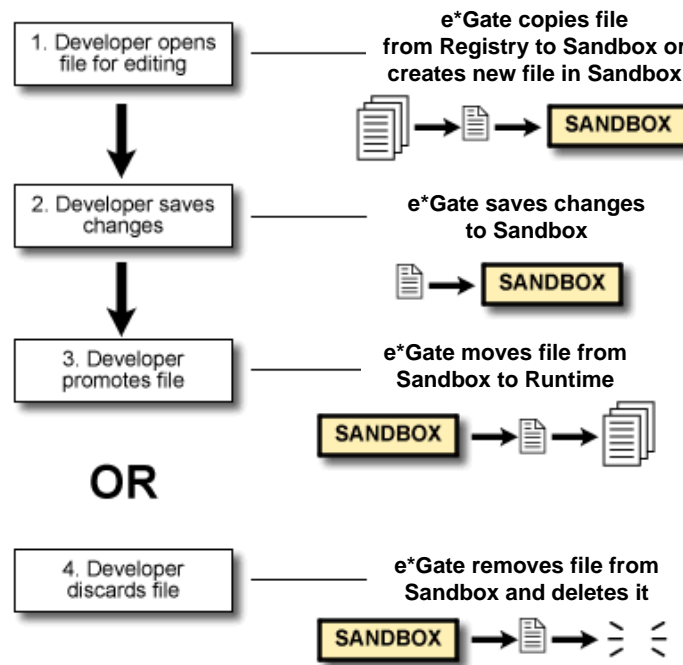 1. Developer opens
file for editing
e*Gate copies file
from Registry to Sandbox or
creates new file in Sandbox
SANDBOX
2. Developer saves
changes
e*Gate saves changes
to Sandbox
SANDBOX
3. Developer
promotes file
e*Gate moves file from
Sandbox to Runtime
SANDBOX
OR
4. Developer
discards file
e*Gate removes file from
Sandbox and deletes it
SANDBOX